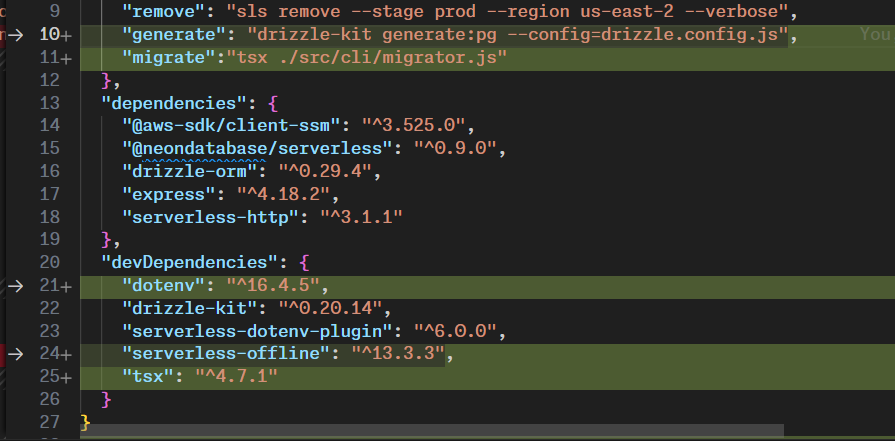 9 "remove": "sls remove --stage prod --region us-east-2 --verbose",
10+ "generate": "drizzle-kit generate:pg --config=drizzle.config.js", You
11+ "migrate":"tsx ./src/cli/migrator.js"
12 },
13 "dependencies": {
14 "@aws-sdk/client-ssm": "^3.525.0",
15 "@neondatabase/serverless": "^0.9.0",
16 "drizzle-orm": "^0.29.4",
17 "express": "^4.18.2",
18 "serverless-http": "^3.1.1"
19 },
20 "devDependencies": {
21+ "dotenv": "^16.4.5",
22 "drizzle-kit": "^0.20.14",
23 "serverless-dotenv-plugin": "^6.0.0",
24+ "serverless-offline": "^13.3.3",
25+ "tsx": "^4.7.1"
26 }
27 }